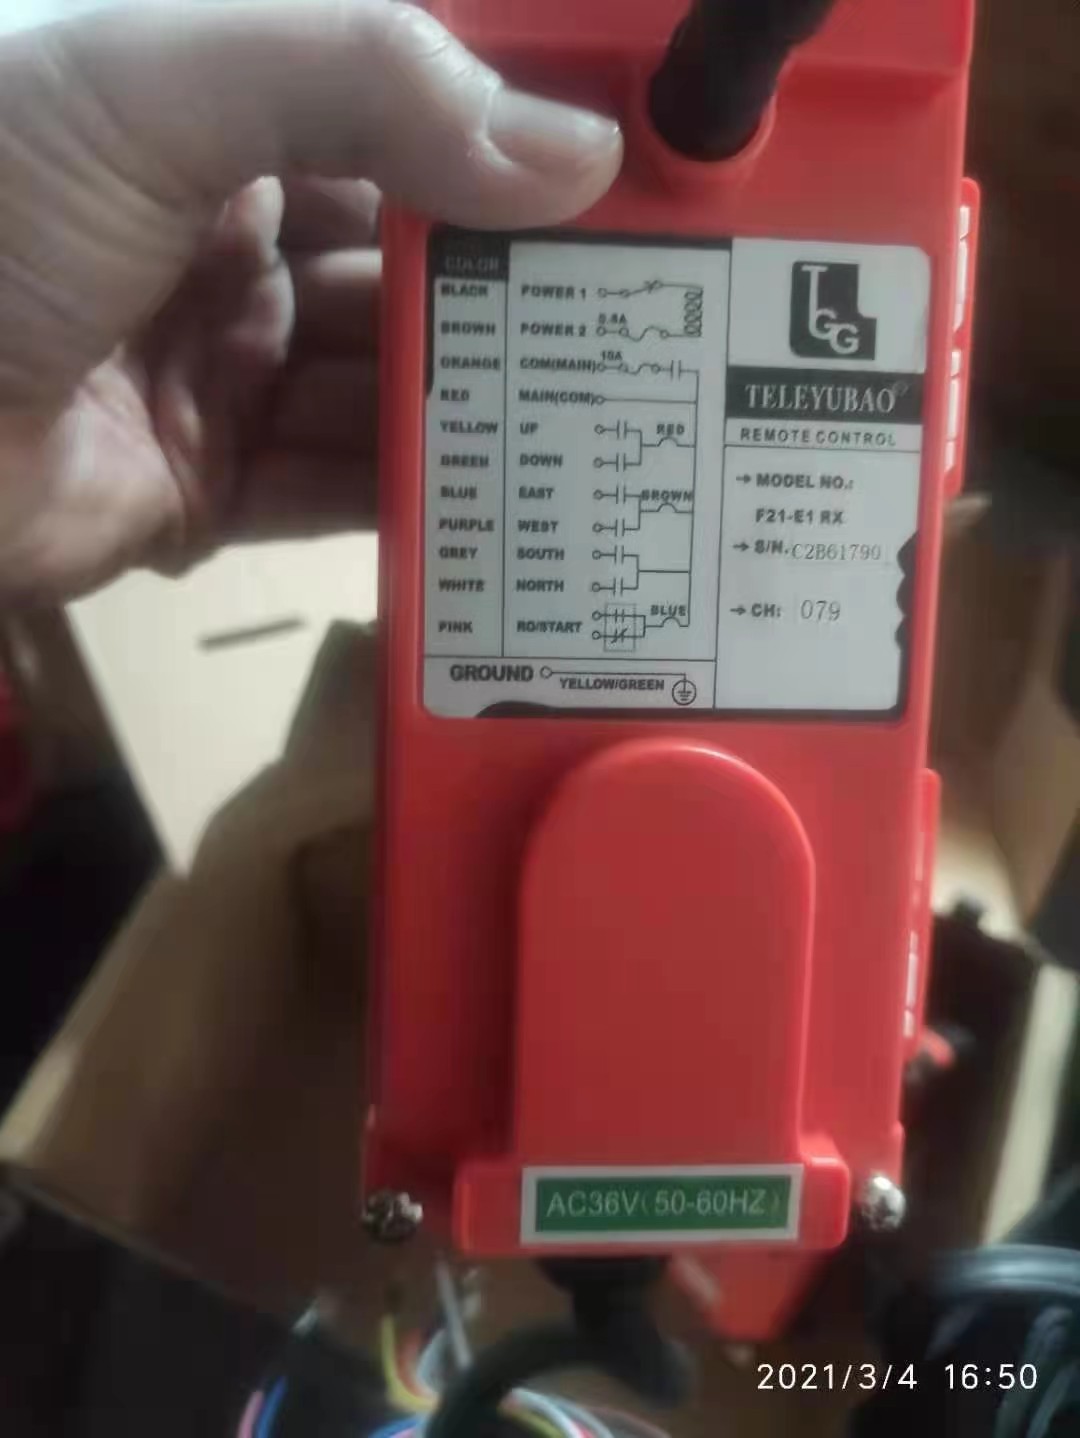 COLOR
BLACK POWER 1
BROWN POWER 2 0.5A
ORANGE COM(MAIN) 10A
RED MAIN(COM)
YELLOW UP RED
GREEN DOWN
BLUE EAST BROWN
PURPLE WEST
GREY SOUTH
WHITE NORTH
PINK RO/START BLUE
GROUND YELLOW/GREEN
TGG
TELEYUBAO
REMOTE CONTROL
→ MODEL NO.:
F21-E1 RX
→ S/N. C2B61790
→ CH: 079
AC36V(50-60HZ)
2021/3/4 16:50